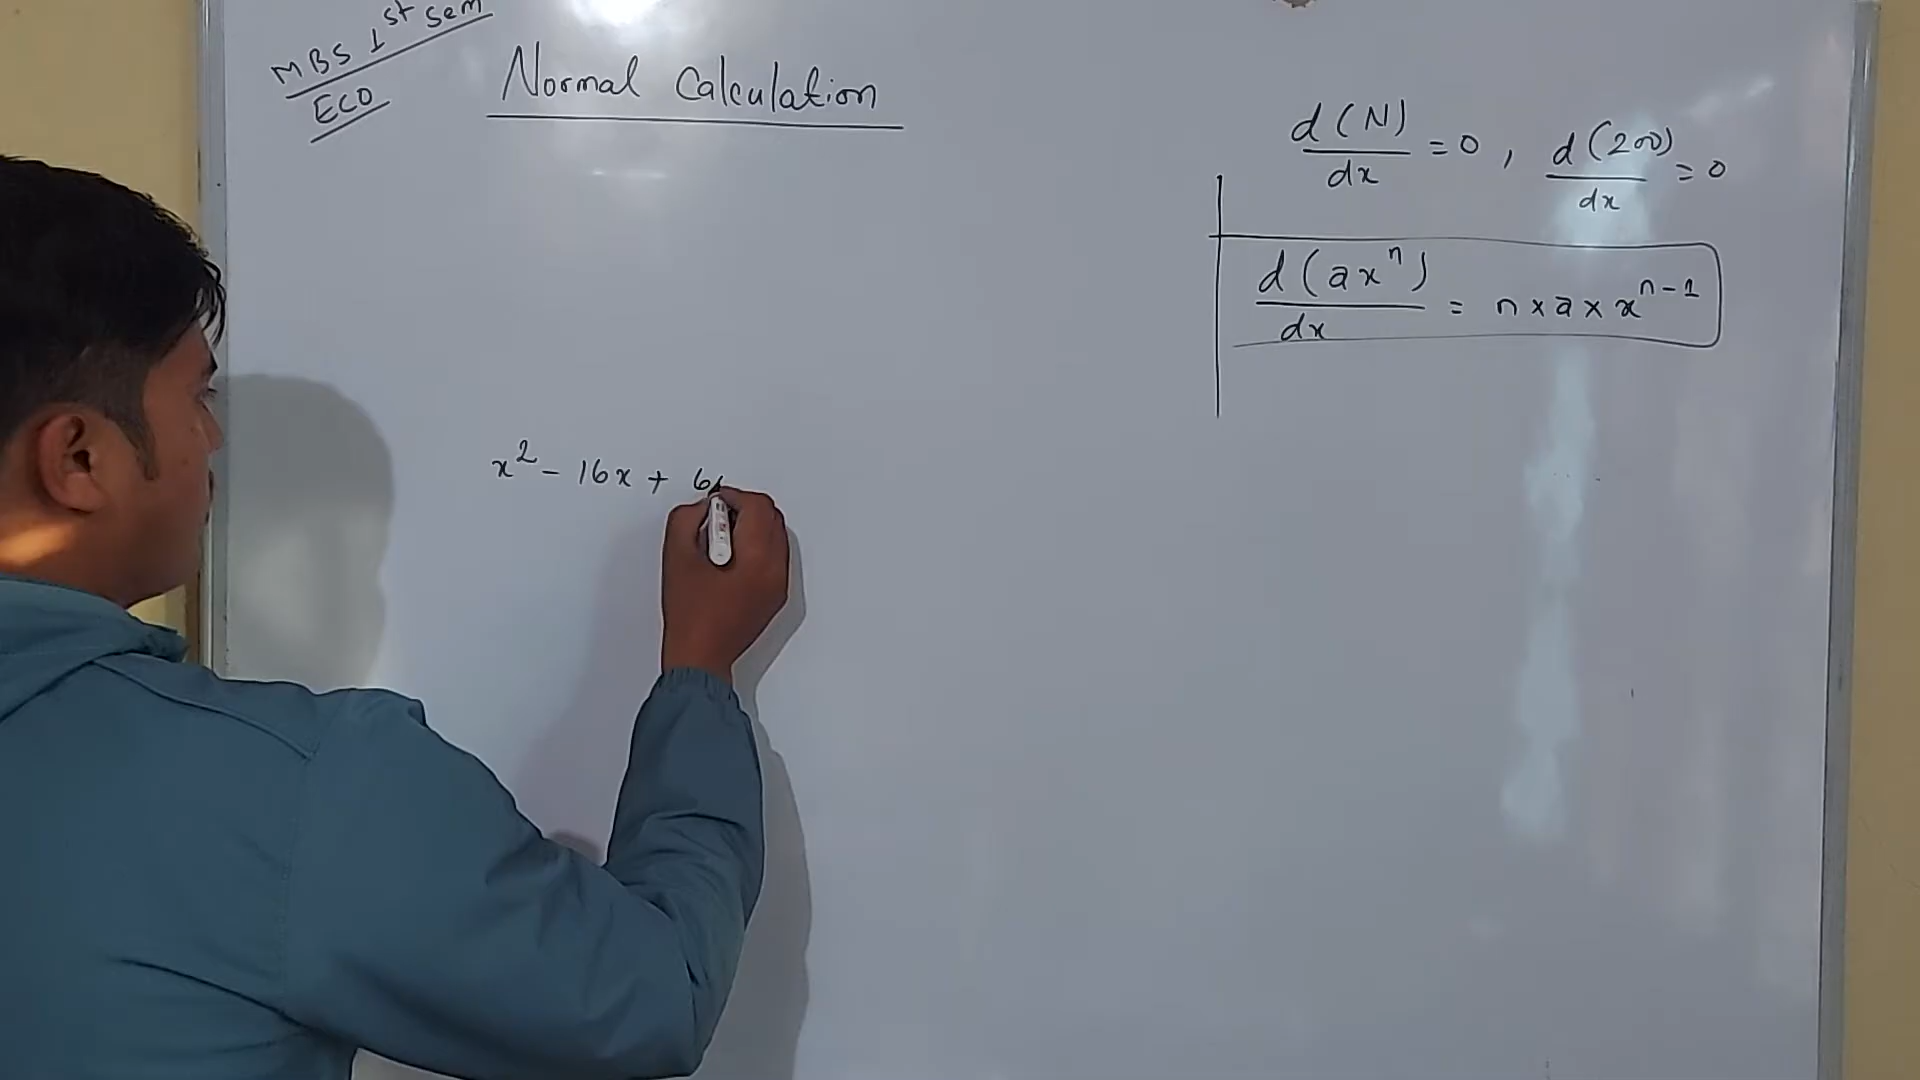 MBS 1st Sem
ECO
Normal Calculation
d(N)/dx = 0, d(200)/dx = 0
d(axⁿ)/dx = n × a × xⁿ⁻¹
x² - 16x + 6